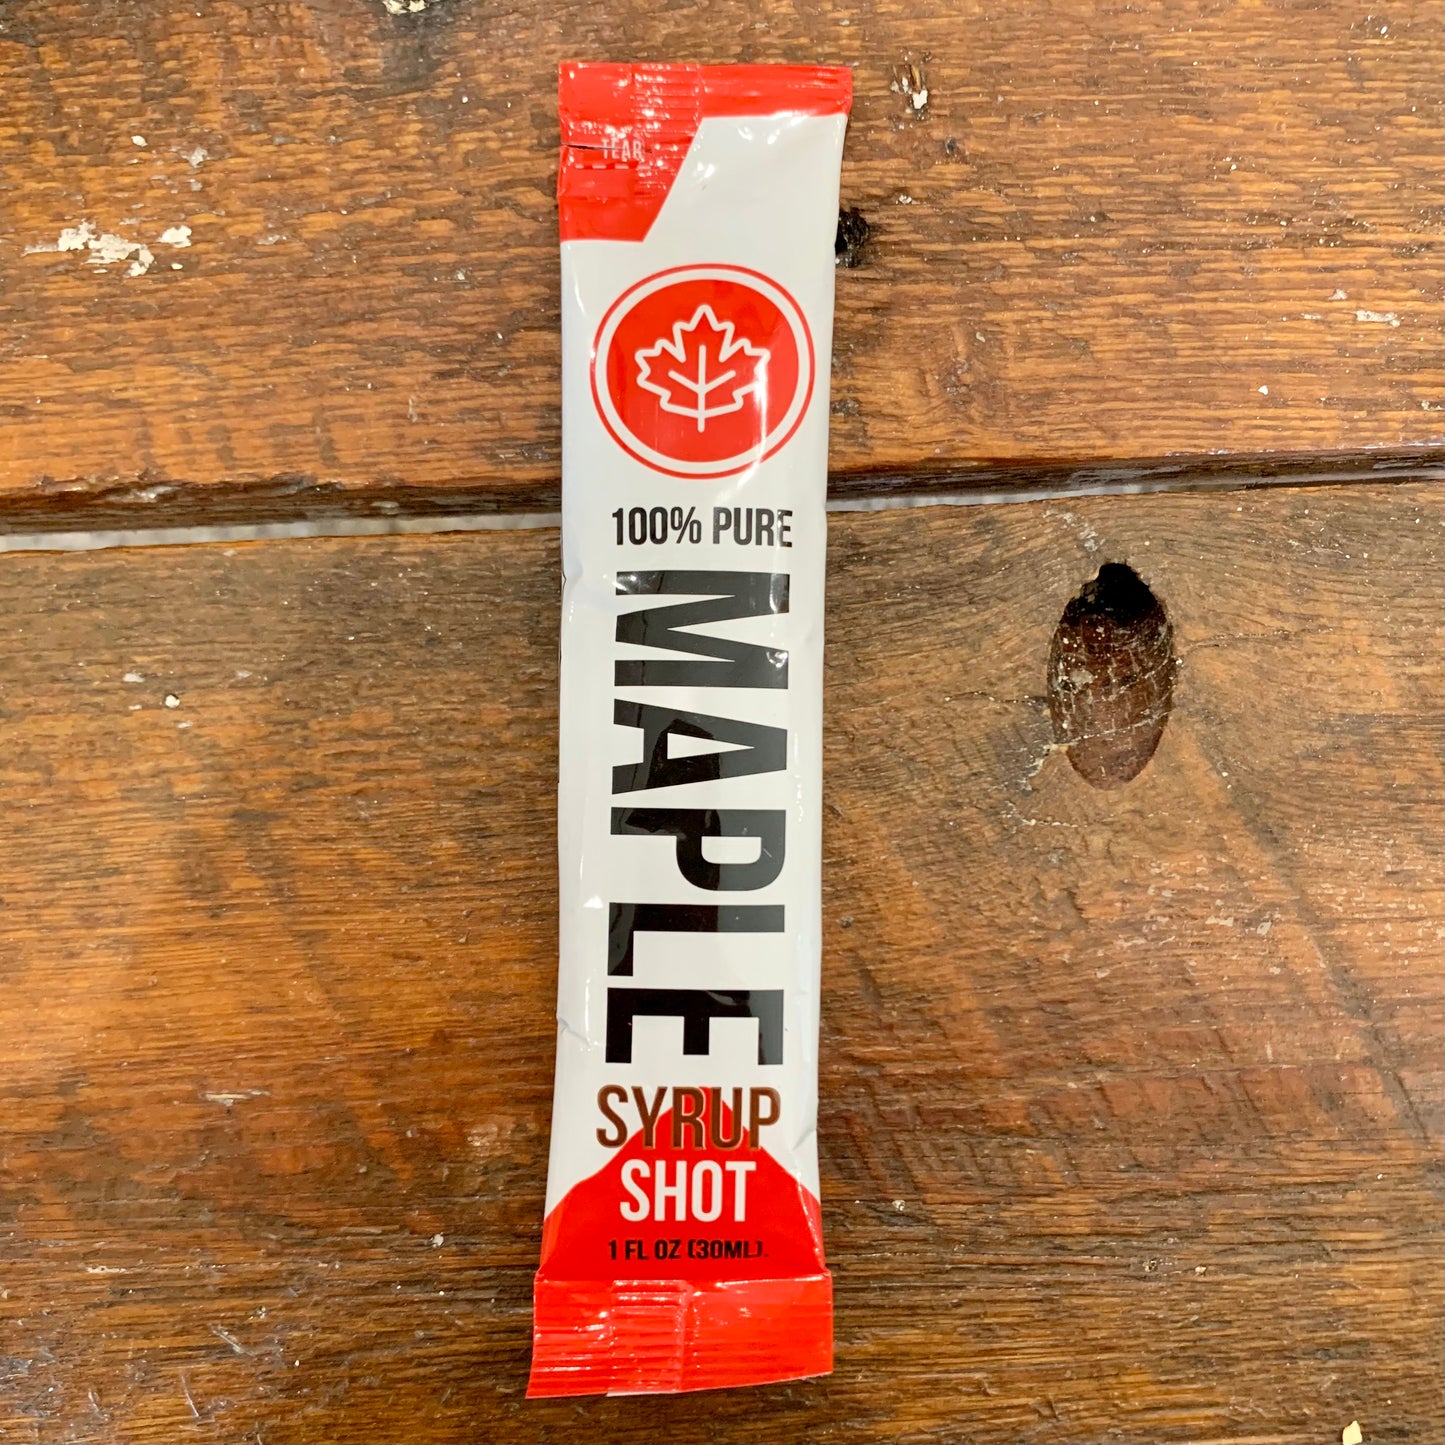 TEAR
100% PURE
MAPLE
SYRUP
SHOT
1 FL OZ (30ML)